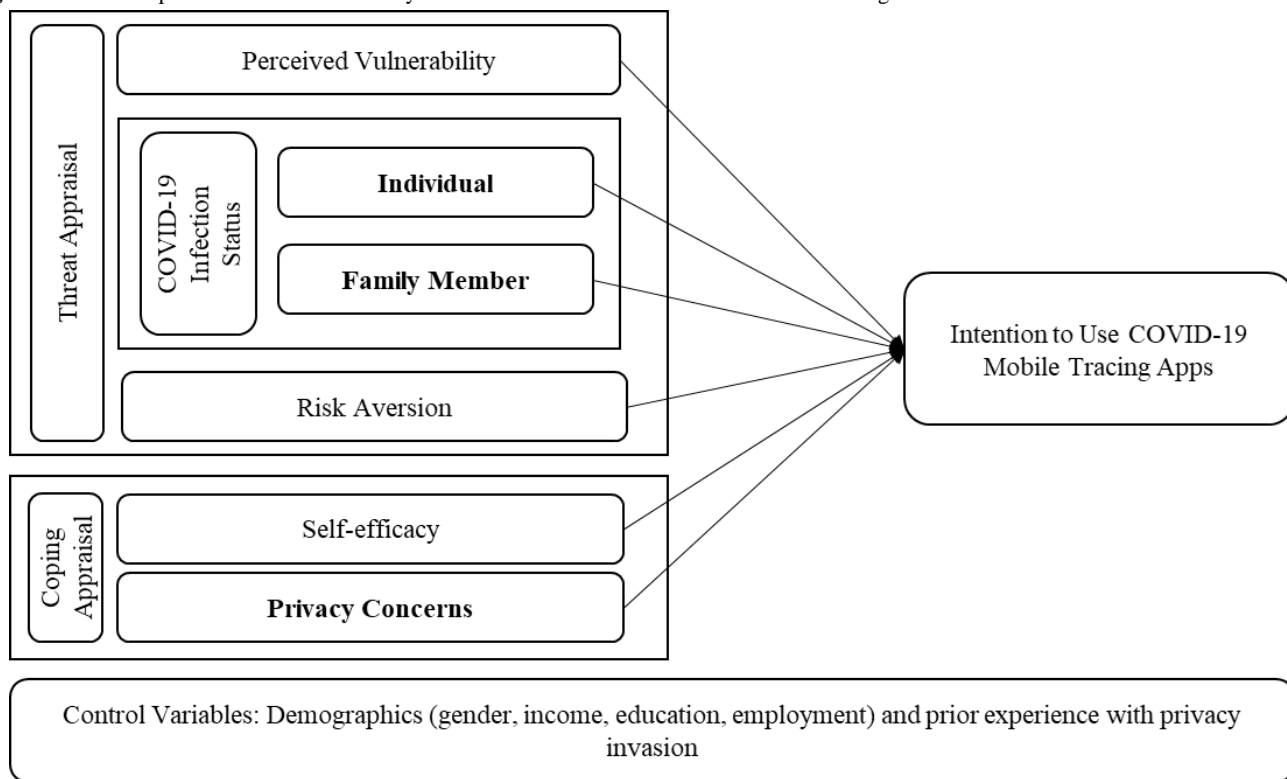 Perceived Vulnerability
Threat Appraisal
COVID-19
Infection
Status
Individual
Family Member
Risk Aversion
Intention to Use COVID-19
Mobile Tracing Apps
Coping
Appraisal
Self-efficacy
Privacy Concerns
Control Variables: Demographics (gender, income, education, employment) and prior experience with privacy
invasion